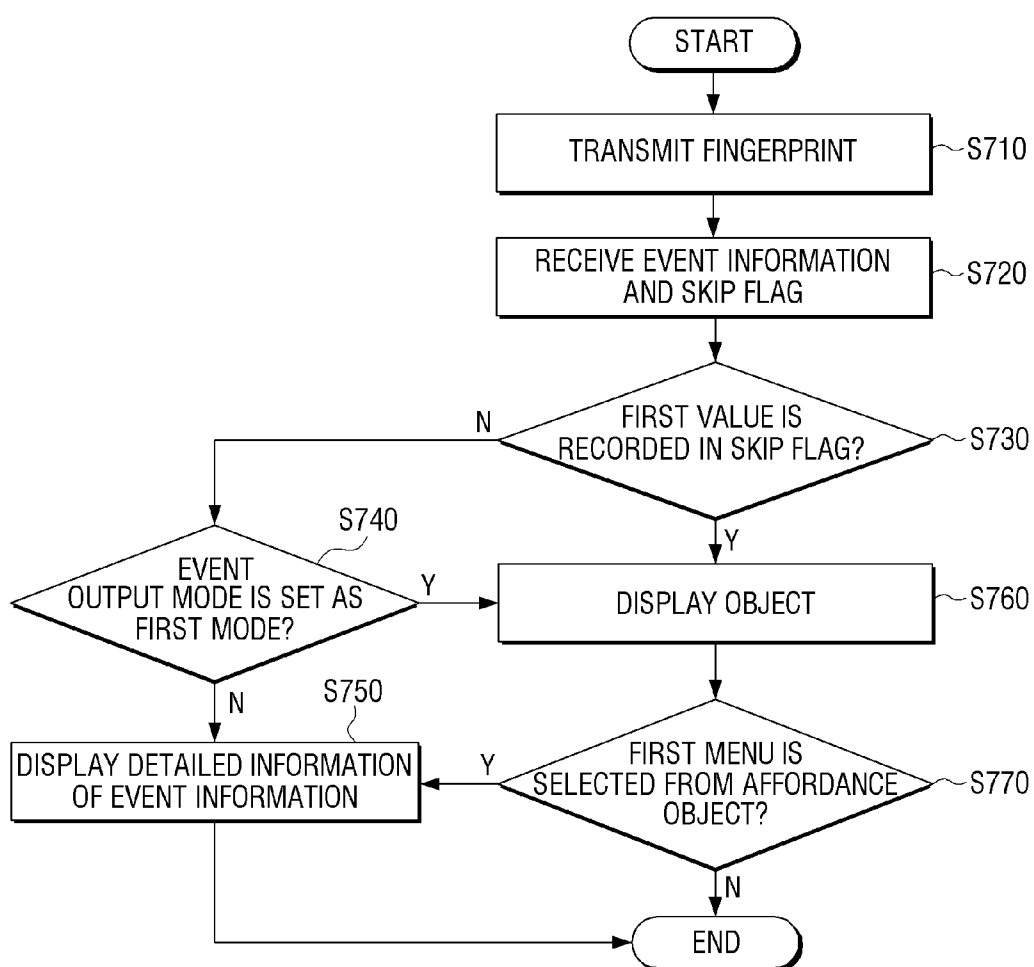 START
TRANSMIT FINGERPRINT
S710
RECEIVE EVENT INFORMATION
AND SKIP FLAG
S720
FIRST VALUE IS
RECORDED IN SKIP FLAG?
S730
N
Y
S740
EVENT
OUTPUT MODE IS SET AS
FIRST MODE?
Y
N
DISPLAY OBJECT
S760
S750
DISPLAY DETAILED INFORMATION
OF EVENT INFORMATION
FIRST MENU IS
SELECTED FROM AFFORDANCE
OBJECT?
S770
Y
N
END